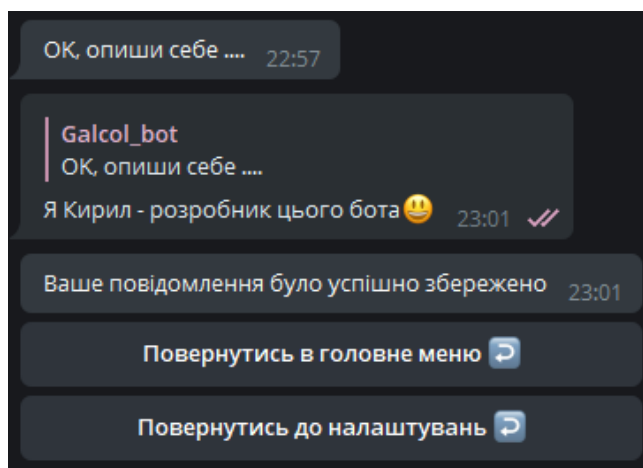 ОК, опиши себе .... 22:57
Galcol_bot
ОК, опиши себе ....
Я Кирил - розробник цього бота😃 23:01
Ваше повідомлення було успішно збережено 23:01
Повернутись в головне меню ↩️
Повернутись до налаштувань ↩️